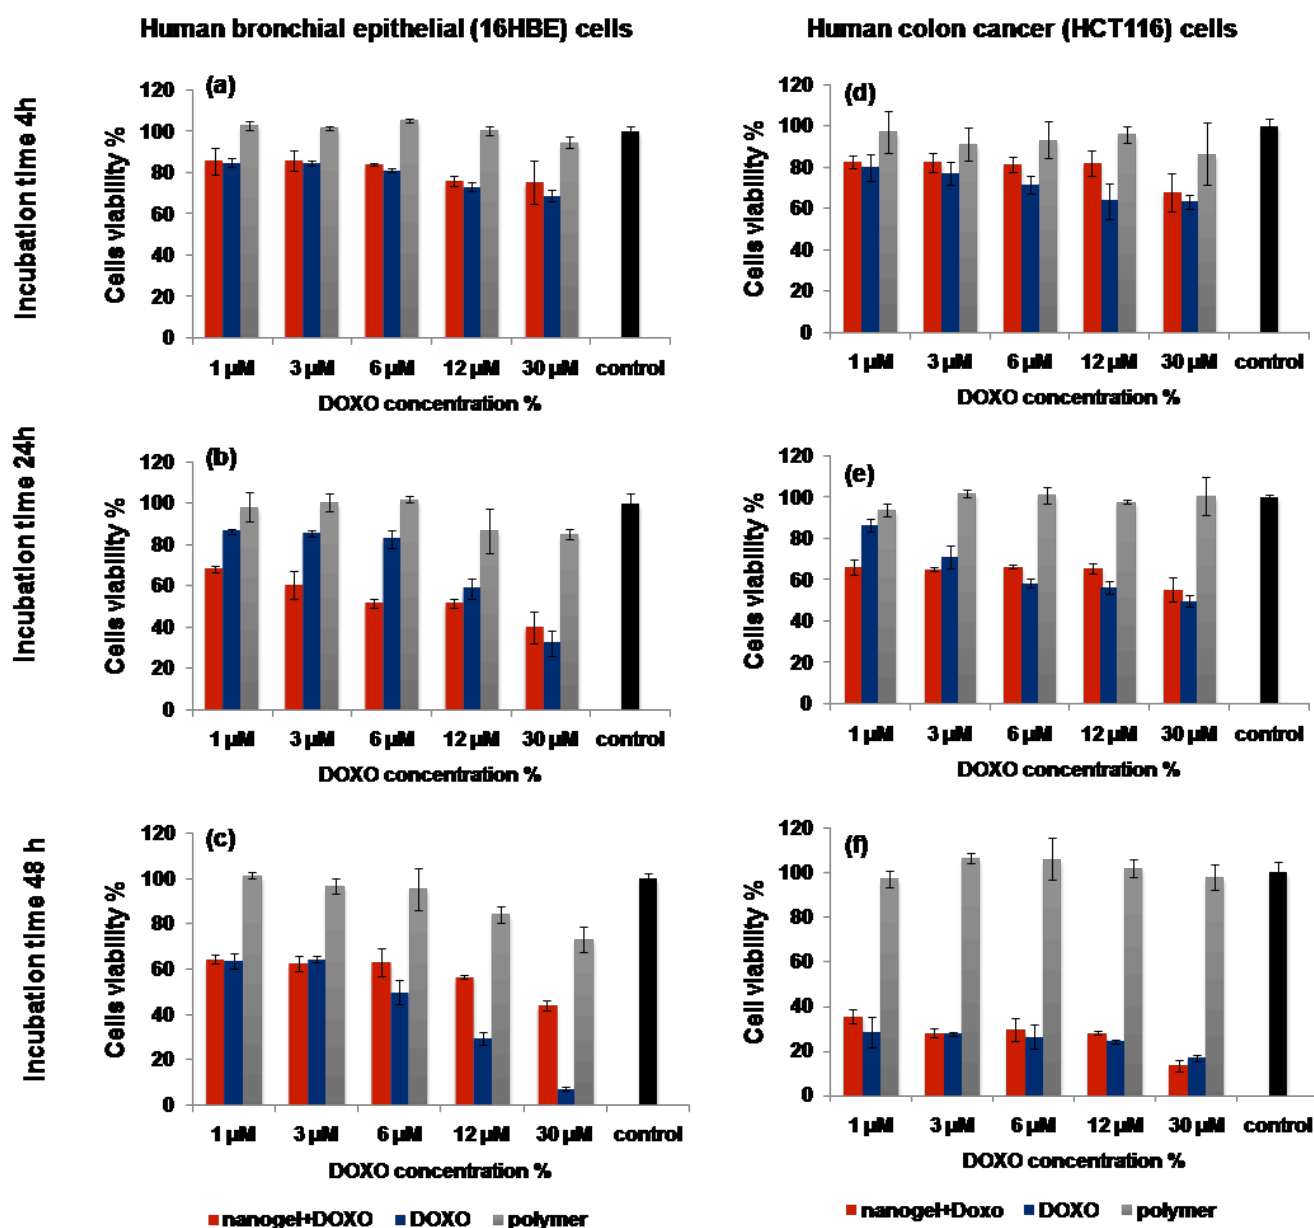 Human bronchial epithelial (16HBE) cells
Human colon cancer (HCT116) cells
Incubation time 4h
(a)
Cells viability %
120
100
80
60
40
20
0
1 µM 3 µM 6 µM 12 µM 30 µM control
DOXO concentration %
(d)
Cells viability %
120
100
80
60
40
20
0
1 µM 3 µM 6 µM 12 µM 30 µM control
DOXO concentration %
Incubation time 24h
(b)
Cells viability %
120
100
80
60
40
20
0
1 µM 3 µM 6 µM 12 µM 30 µM control
DOXO concentration %
(e)
Cells viability %
120
100
80
60
40
20
0
1 µM 3 µM 6 µM 12 µM 30 µM control
DOXO concentration %
Incubation time 48 h
(c)
Cells viability %
120
100
80
60
40
20
0
1 µM 3 µM 6 µM 12 µM 30 µM control
DOXO concentration %
nanogel+DOXO DOXO polymer
(f)
Cell viability %
120
100
80
60
40
20
0
1 µM 3 µM 6 µM 12 µM 30 µM control
DOXO concentration %
nanogel+Doxo DOXO polymer